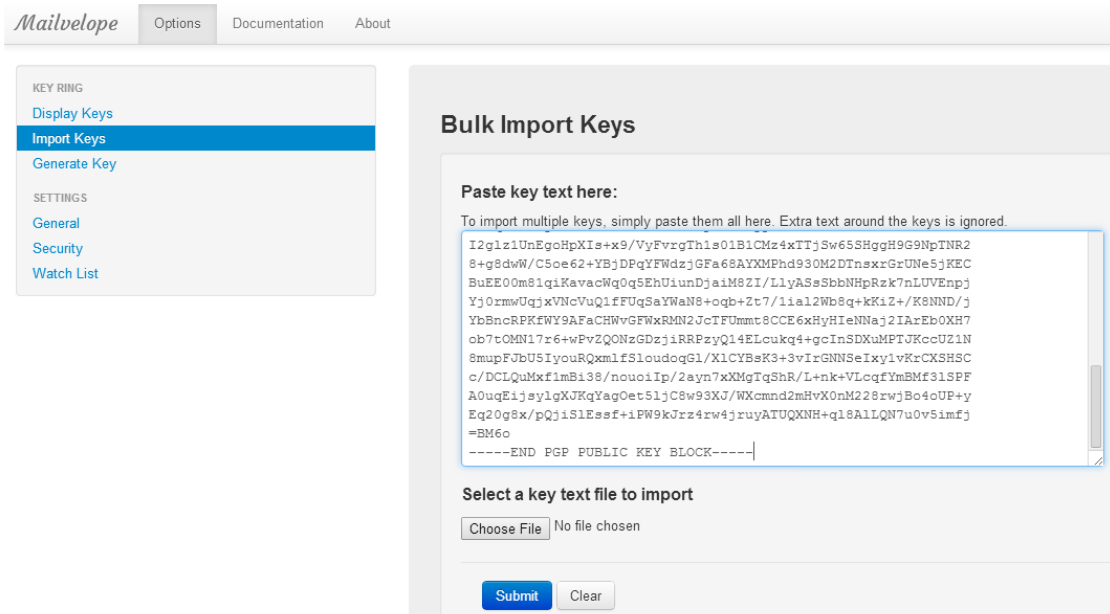 Mailvelope
Options
Documentation
About
KEY RING
Display Keys
Import Keys
Generate Key
SETTINGS
General
Security
Watch List
Bulk Import Keys
Paste key text here:
To import multiple keys, simply paste them all here. Extra text around the keys is ignored.
I2glz1UnEgoHpXIs+x9/VyFvrgTh1s01B1CMz4xTTjSw65SHggH9G9NpTNR2
8+g8dwW/C5oe62+YBjDPqYFWdzjGFa68AYXMPhd930M2DTnsxrGrUNe5jKEC
BuEE00m81qiKavacWq0q5EhUiunDjaiM8ZI/LlyASsSbbNHpRzk7nLUVEnpj
Yj0rmwUqjxVNcVuQ1fFUqSaYWaN8+oqb+Zt7/1ial2Wb8q+kKiZ+/K8NND/j
YbBncRPKfWY9AFaCHWvGFWxRMN2JcTFUmmt8CCE6xHyHIeNNaj2IArEb0XH7
ob7tOMN17r6+wPvZQONzGDzjiRRPzyQ14ELcukq4+gcInSDXuMPTJKccUZ1N
8mupFJbU5IyouRQxmlfSloudoqGl/XlCYBsK3+3vIrGNNSeIxy1vKrCXSHSC
c/DCLQuMxf1mBi38/nouoiIp/2ayn7xXMgTqShR/L+nk+VLcqfYmBMf3lSPF
A0uqEijsylgXJKqYagOet5ljC8w93XJ/WXcmnd2mHvX0nM228rwjBo4oUP+y
Eq20g8x/pQjiSlEssf+iPW9kJrz4rw4jruyATUQXNH+ql8AlLQN7u0v5imfj
=BM6o
-----END PGP PUBLIC KEY BLOCK-----
Select a key text file to import
Choose File No file chosen
Submit
Clear